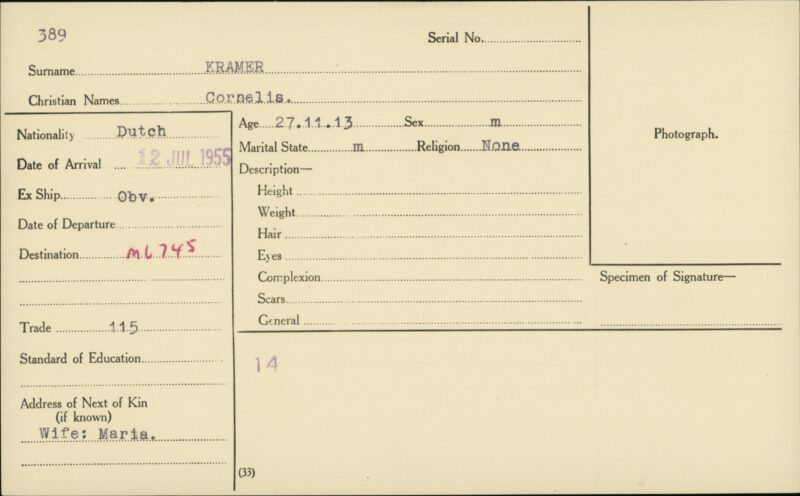 389
Serial No.
Surname KRAMER
Christian Names Cornelis.
Nationality Dutch
Date of Arrival 12 JUL 1955
Ex Ship Obv.
Date of Departure
Destination M6745
Trade 115
Standard of Education
Address of Next of Kin
(if known)
Wife: Maria.
Age 27.11.13 Sex m
Marital State m Religion None
Description—
Height
Weight
Hair
Eyes
Complexion
Scars
General
14
(33)
Photograph.
Specimen of Signature—